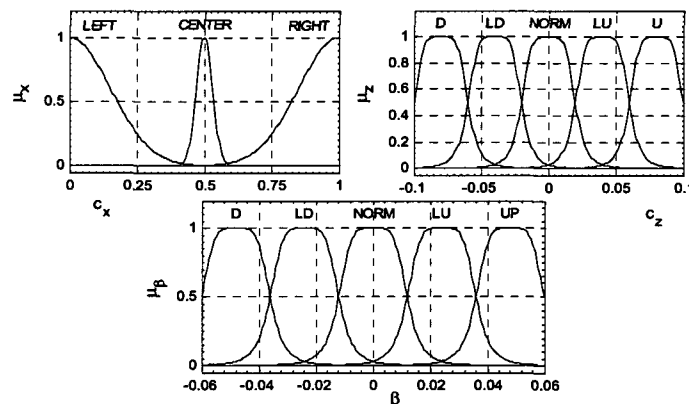 LEFT CENTER RIGHT
1
0.5
0
μx
0 0.25 0.5 0.75 1
cx
D LD NORM LU U
1
0.8
0.6
0.4
0.2
0
μz
-0.1 -0.05 0 0.05 0.1
cz
D LD NORM LU UP
1
0.5
0
μβ
-0.06 -0.04 -0.02 0 0.02 0.04 0.06
β